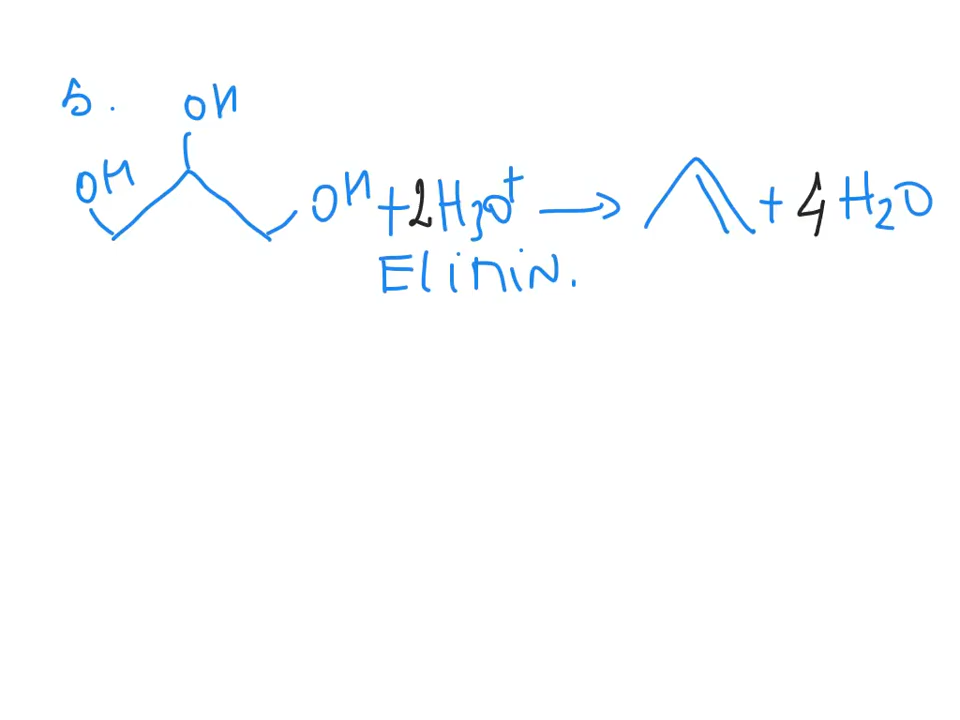 5.
OH
OH
OH + 2H3O+ → + 4H2O
Elimin.